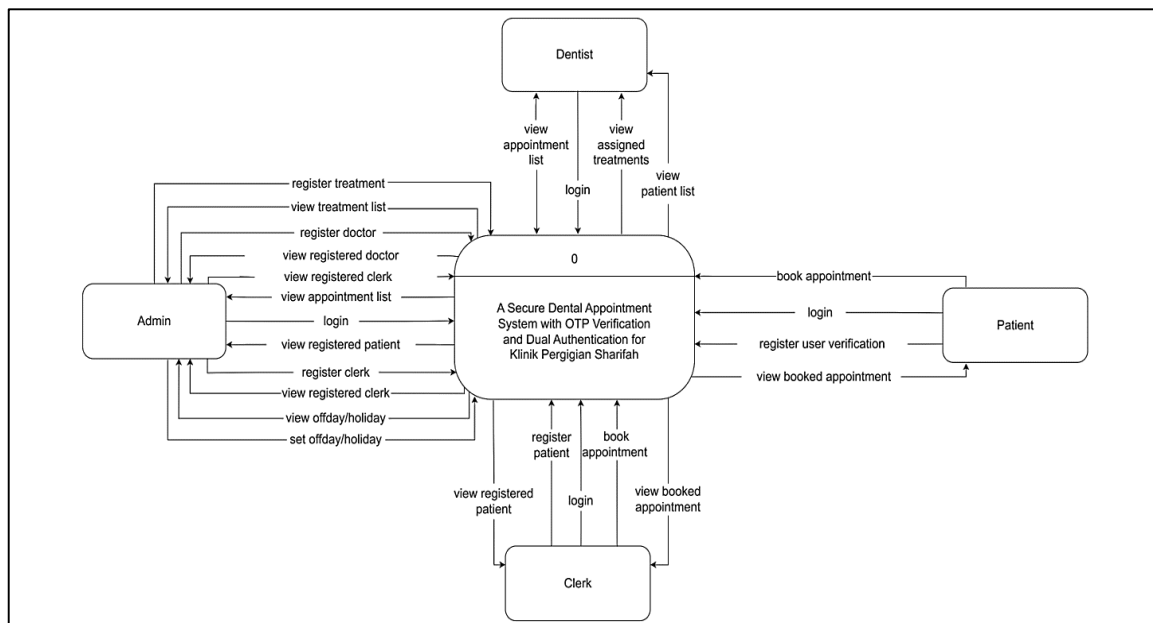 Dentist
view
appointment
list
login
view
assigned
treatments
view
patient list
register treatment
view treatment list
register doctor
view registered doctor
view registered clerk
view appointment list
login
view registered patient
register clerk
view registered clerk
view offday/holiday
set offday/holiday
Admin
0
A Secure Dental Appointment
System with OTP Verification
and Dual Authentication for
Klinik Pergigian Sharifah
book appointment
login
register user verification
view booked appointment
Patient
view registered
patient
register
patient
login
book
appointment
view booked
appointment
Clerk